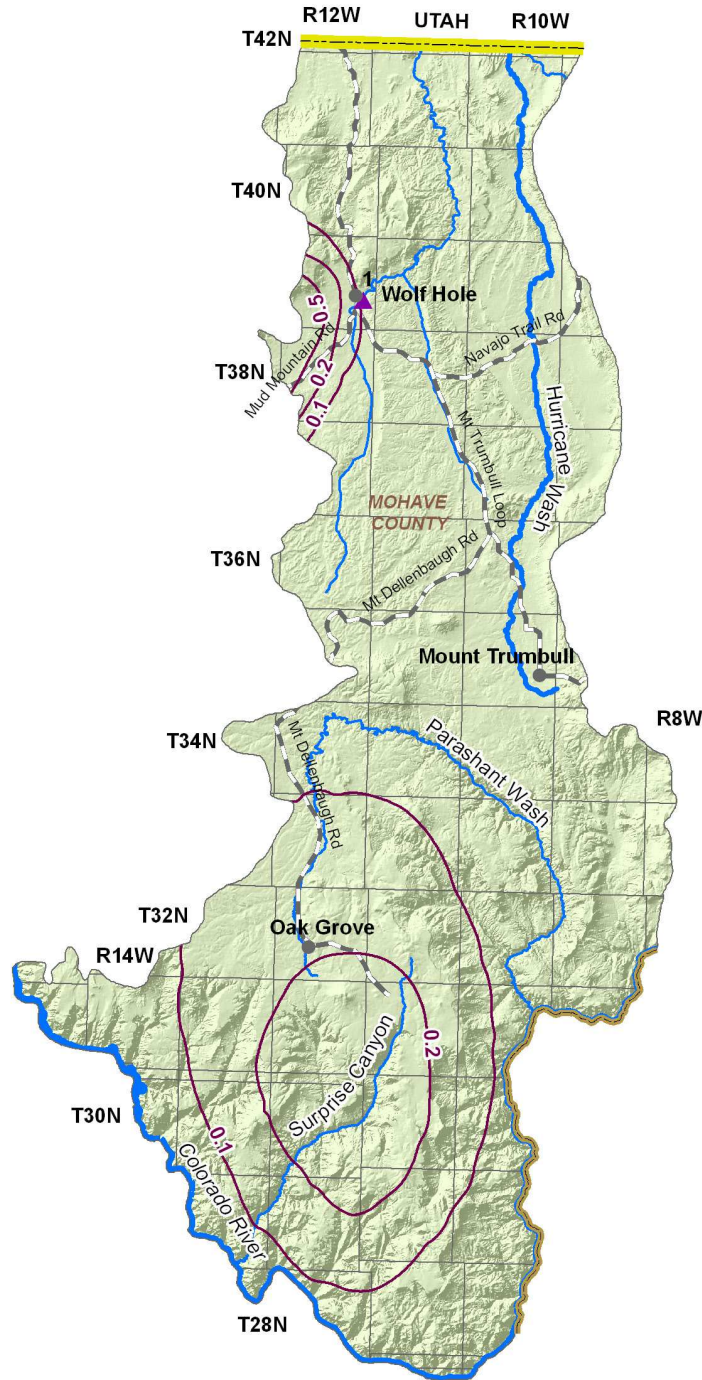 R12W
UTAH
R10W
T42N
T40N
1
Wolf Hole
0.5
Navajo Trail Rd
Mud Mountain Rd
T38N
0.2
0.1
Mt Trumbull Loop
Hurricane Wash
MOHAVE
COUNTY
T36N
Mt Dellenbaugh Rd
Mount Trumbull
R8W
T34N
Mt Dellenbaugh Rd
Parashant Wash
T32N
Oak Grove
R14W
0.2
Surprise Canyon
T30N
0.1
Colorado River
T28N